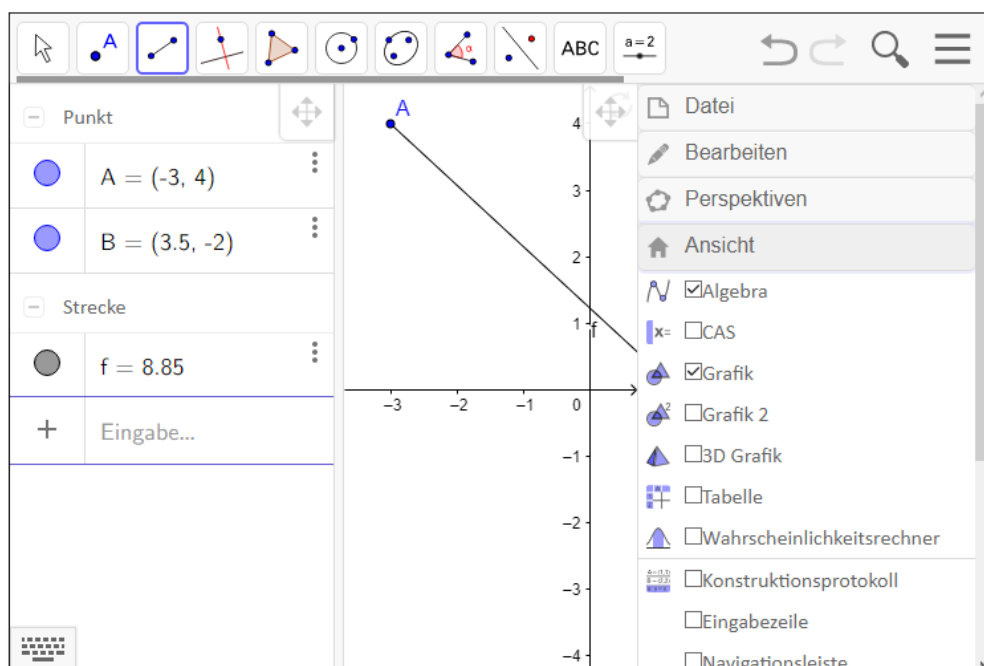 A
α
ABC
a=2
Punkt
A = (-3, 4)
B = (3.5, -2)
Strecke
f = 8.85
+ Eingabe...
A
4
3
2
1
f
−3 −2 −1 0
−1
−2
−3
−4
Datei
Bearbeiten
Perspektiven
Ansicht
Algebra
x= CAS
Grafik
2 Grafik 2
3D Grafik
Tabelle
Wahrscheinlichkeitsrechner
Konstruktionsprotokoll
Eingabezeile
Navigationsleiste